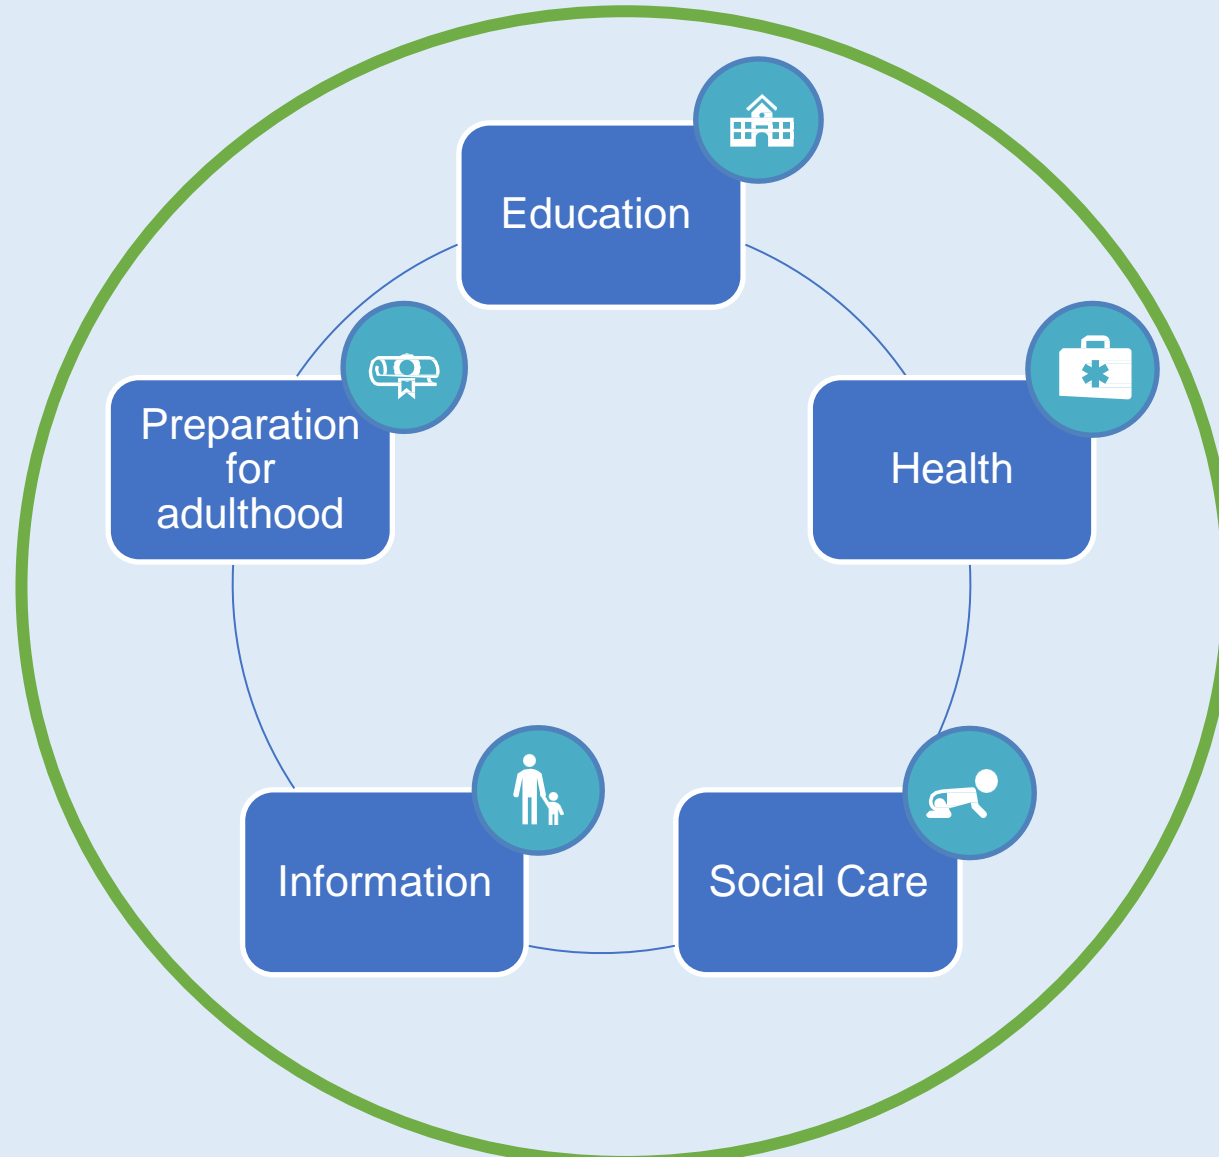 Education
Health
Social Care
Information
Preparation
for
adulthood